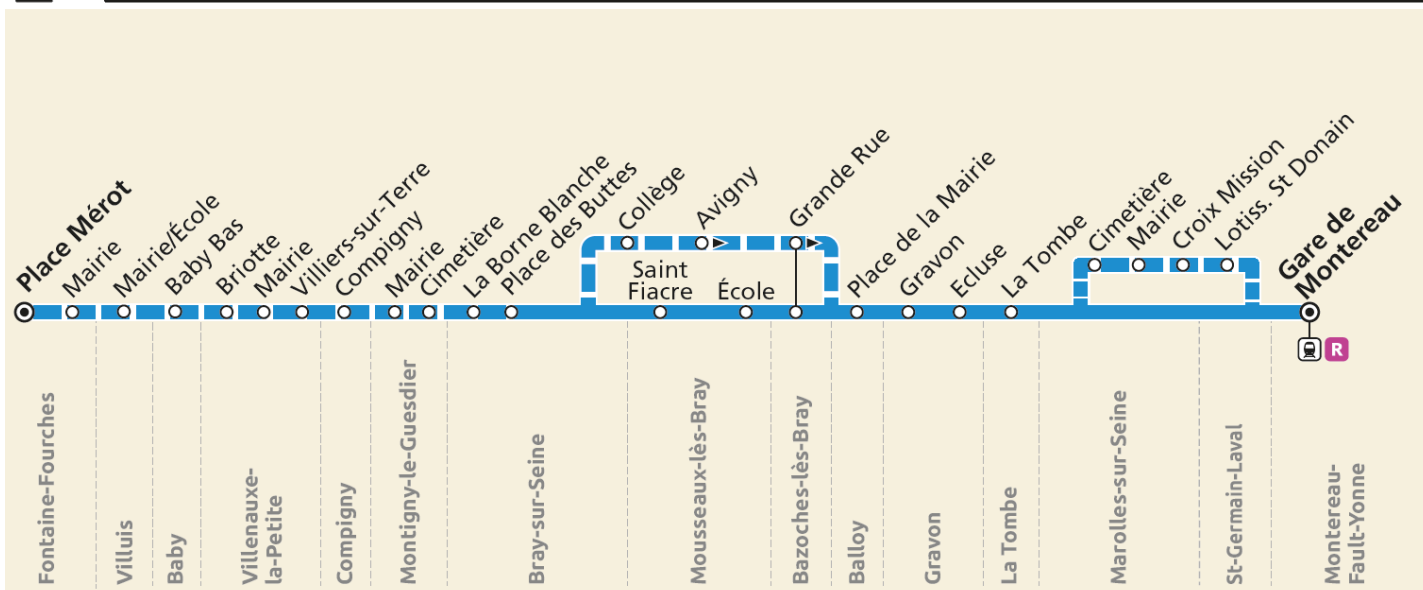 Place Mérot
Mairie
Mairie/École
Baby Bas
Briotte
Mairie
Villiers-sur-Terre
Compigny
Mairie
Cimetière
La Borne Blanche
Place des Buttes
Collège
Avigny
Grande Rue
Saint
Fiacre
École
Place de la Mairie
Gravon
Ecluse
La Tombe
Cimetière
Mairie
Croix Mission
Lotiss. St Donain
Gare de
Montereau
R
Fontaine-Fourches
Villuis
Baby
Villenauxe-
la-Petite
Compigny
Montigny-le-Guesdier
Bray-sur-Seine
Mousseaux-lès-Bray
Bazoches-lès-Bray
Balloy
Gravon
La Tombe
Marolles-sur-Seine
St-Germain-Laval
Montereau-
Fault-Yonne